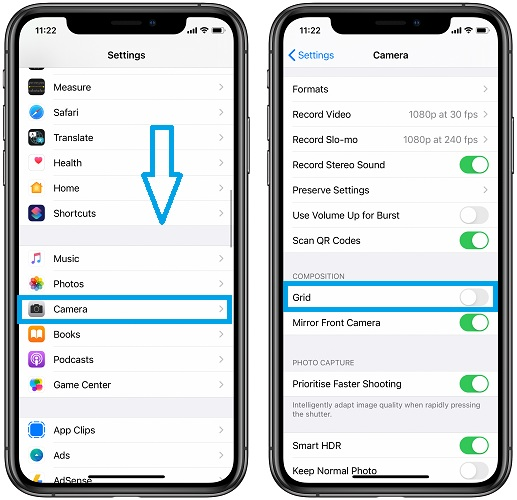 11:22
Settings
Measure
Safari
Translate
Health
Home
Shortcuts
Music
Photos
Camera
Books
Podcasts
Game Center
App Clips
Ads
AdSense
11:22
Settings
Camera
Formats
Record Video 1080p at 30 fps
Record Slo-mo 1080p at 240 fps
Record Stereo Sound
Preserve Settings
Use Volume Up for Burst
Scan QR Codes
COMPOSITION
Grid
Mirror Front Camera
PHOTO CAPTURE
Prioritise Faster Shooting
Intelligently adapt image quality when rapidly pressing
the shutter.
Smart HDR
Keep Normal Photo